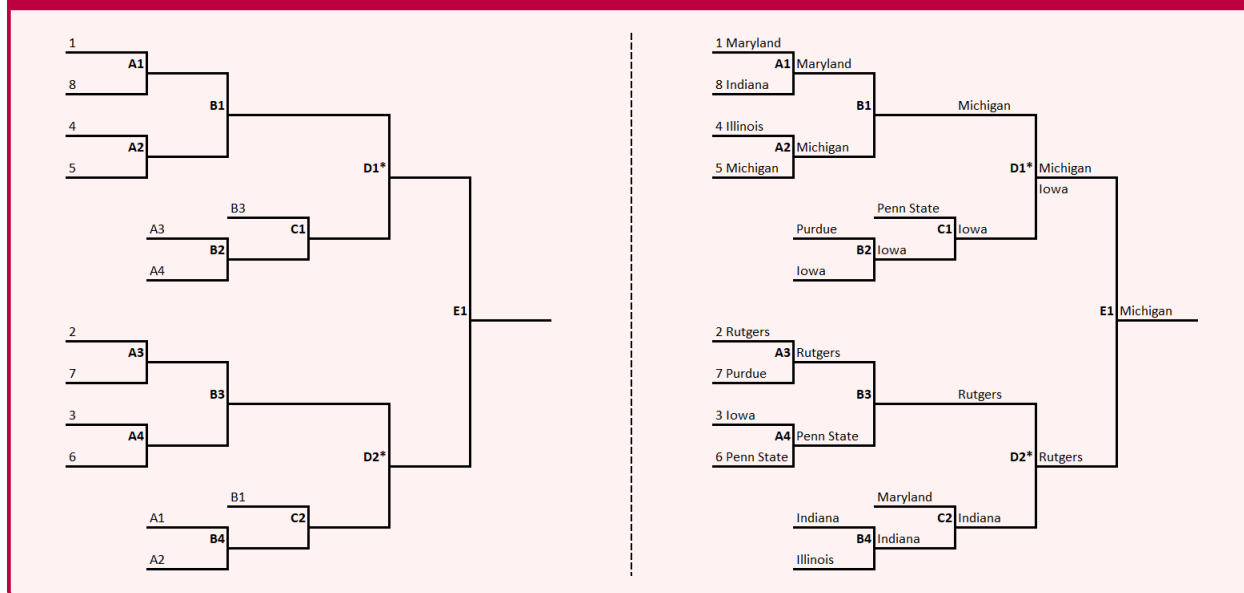 1
A1
8
B1
4
A2
5
D1*
B3
C1
A3
B2
A4
E1
2
A3
7
B3
3
A4
6
D2*
B1
C2
A1
B4
A2
1 Maryland
A1 Maryland
8 Indiana
B1
Michigan
4 Illinois
A2 Michigan
5 Michigan
D1* Michigan
Iowa
Penn State
C1 Iowa
Purdue
B2 Iowa
Iowa
E1 Michigan
2 Rutgers
A3 Rutgers
7 Purdue
B3
Rutgers
3 Iowa
A4 Penn State
6 Penn State
D2* Rutgers
Maryland
C2 Indiana
Indiana
B4 Indiana
Illinois